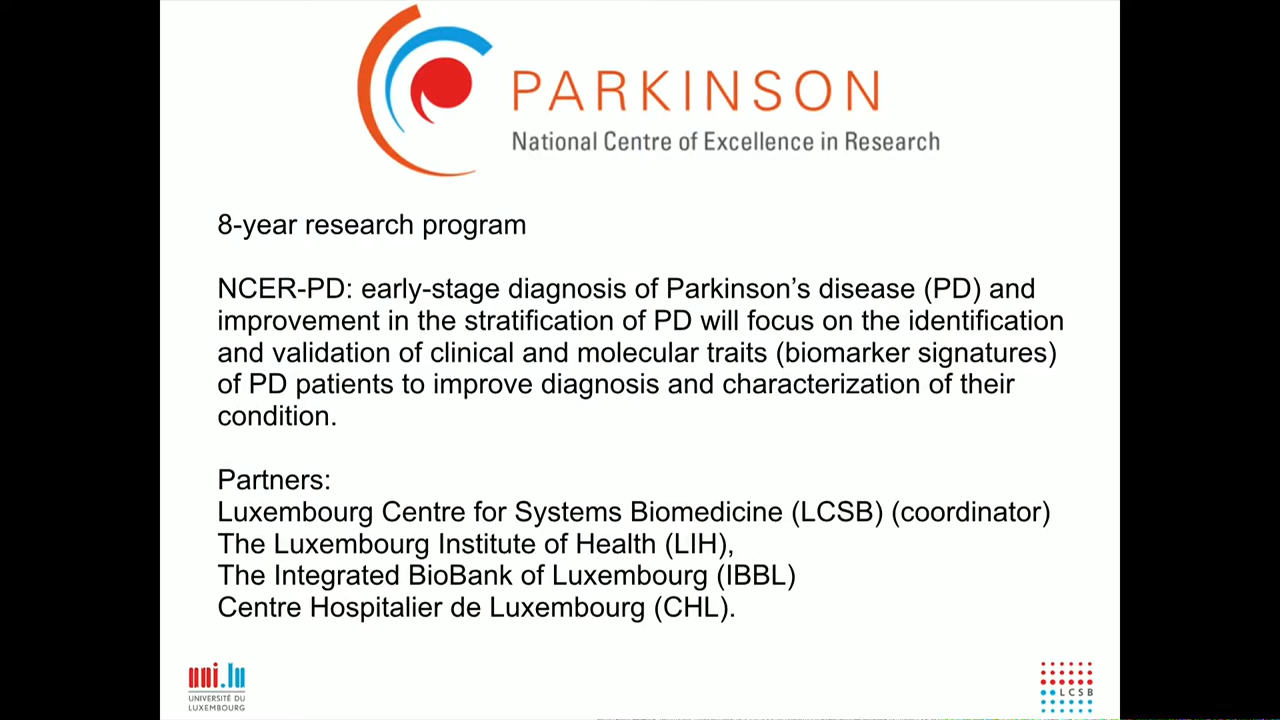 PARKINSON
National Centre of Excellence in Research
8-year research program
NCER-PD: early-stage diagnosis of Parkinson’s disease (PD) and
improvement in the stratification of PD will focus on the identification
and validation of clinical and molecular traits (biomarker signatures)
of PD patients to improve diagnosis and characterization of their
condition.
Partners:
Luxembourg Centre for Systems Biomedicine (LCSB) (coordinator)
The Luxembourg Institute of Health (LIH),
The Integrated BioBank of Luxembourg (IBBL)
Centre Hospitalier de Luxembourg (CHL).
uni.lu
UNIVERSITÉ DU
LUXEMBOURG
LCSB